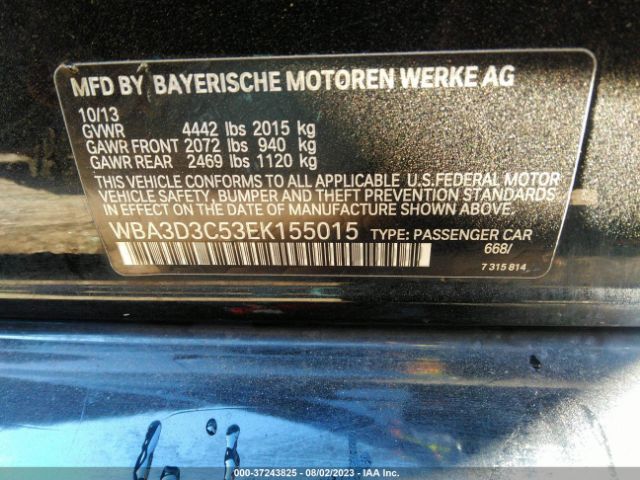 MFD BY BAYERISCHE MOTOREN WERKE AG
10/13
GVWR 4442 lbs 2015 kg
GAWR FRONT 2072 lbs 940 kg
GAWR REAR 2469 lbs 1120 kg
THIS VEHICLE CONFORMS TO ALL APPLICABLE U.S. FEDERAL MOTOR
VEHICLE SAFETY, BUMPER AND THEFT PREVENTION STANDARDS
IN EFFECT ON THE DATE OF MANUFACTURE SHOWN ABOVE.
WBA3D3C53EK155015 TYPE: PASSENGER CAR
668/
7 315 814
000-37243825 - 08/02/2023 - IAA Inc.